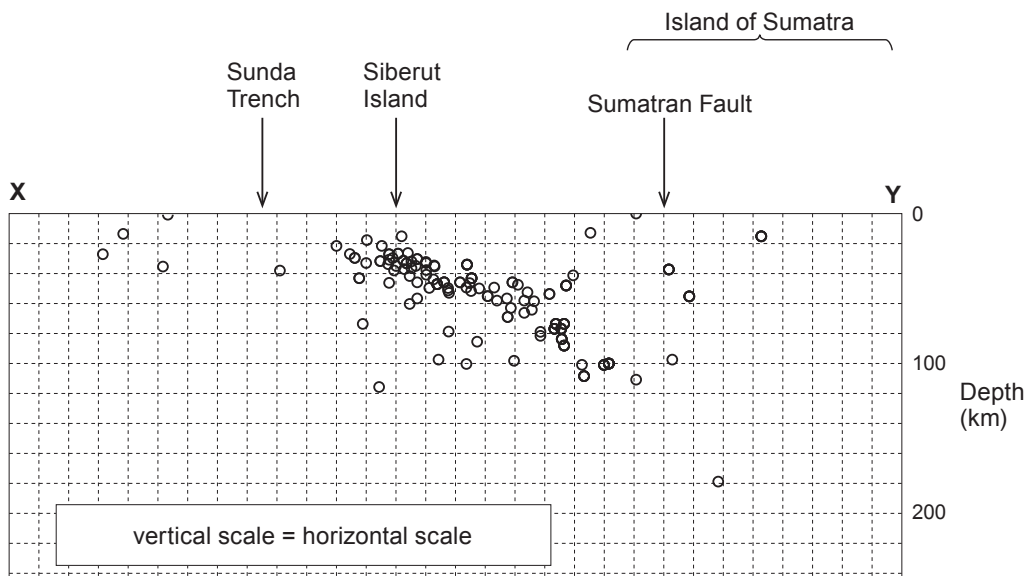 Island of Sumatra
Sunda
Trench
Siberut
Island
Sumatran Fault
X
Y
0
100
Depth
(km)
200
vertical scale = horizontal scale